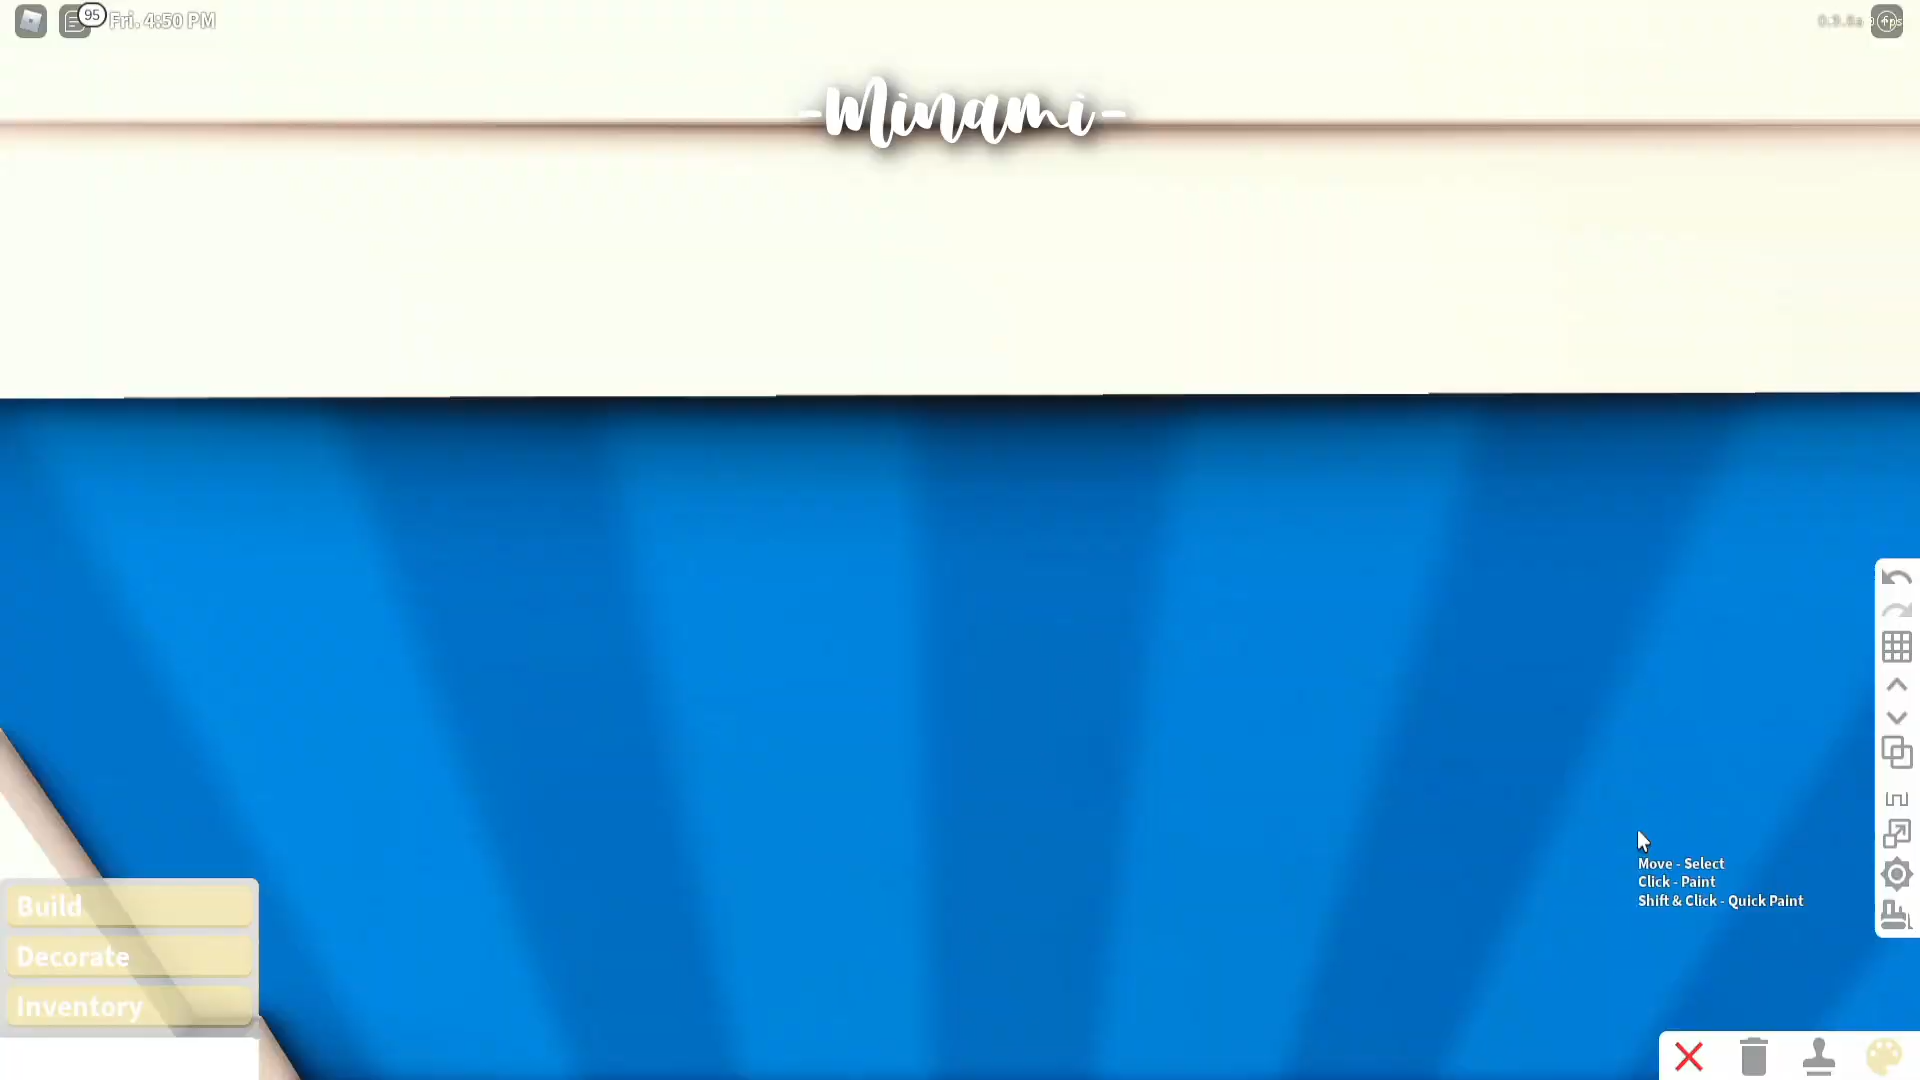 95
Fri. 4:50 PM
-Minami-
Move - Select
Click - Paint
Shift & Click - Quick Paint
Build
Decorate
Inventory